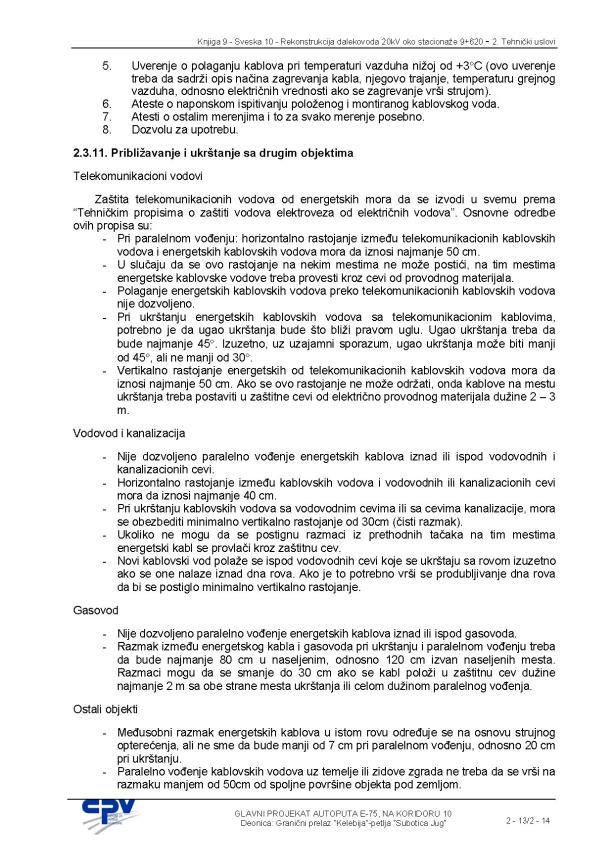 Knjiga 9 - Sveska 10 - Rekonstrukcija dalekovoda 20kV oko stacionaže 9+620 - 2. Tehnički uslovi
5. Uverenje o polaganju kablova pri temperaturi vazduha nižoj od +3°C (ovo uverenje
treba da sadrži opis načina zagrevanja kabla, njegovo trajanje, temperaturu grejnog
vazduha, odnosno električnih vrednosti ako se zagrevanje vrši strujom).
6. Ateste o naponskom ispitivanju položenog i montiranog kablovskog voda.
7. Atesti o ostalim merenjima i to za svako merenje posebno.
8. Dozvolu za upotrebu.
2.3.11. Približavanje i ukrštanje sa drugim objektima
Telekomunikacioni vodovi
Zaštita telekomunikacionih vodova od energetskih mora da se izvodi u svemu prema
“Tehničkim propisima o zaštiti vodova elektroveza od električnih vodova”. Osnovne odredbe
ovih propisa su:
- Pri paralelnom vođenju: horizontalno rastojanje između telekomunikacionih kablovskih
vodova i energetskih kablovskih vodova mora da iznosi najmanje 50 cm.
- U slučaju da se ovo rastojanje na nekim mestima ne može postići, na tim mestima
energetske kablovske vodove treba provesti kroz cevi od provodnog materijala.
- Polaganje energetskih kablovskih vodova preko telekomunikacionih kablovskih vodova
nije dozvoljeno.
- Pri ukrštanju energetskih kablovskih vodova sa telekomunikacionim kablovima,
potrebno je da ugao ukrštanja bude što bliži pravom uglu. Ugao ukrštanja treba da
bude najmanje 45°. Izuzetno, uz uzajamni sporazum, ugao ukrštanja može biti manji
od 45°, ali ne manji od 30°.
- Vertikalno rastojanje energetskih od telekomunikacionih kablovskih vodova mora da
iznosi najmanje 50 cm. Ako se ovo rastojanje ne može održati, onda kablove na mestu
ukrštanja treba postaviti u zaštitne cevi od električno provodnog materijala dužine 2 – 3
m.
Vodovod i kanalizacija
- Nije dozvoljeno paralelno vođenje energetskih kablova iznad ili ispod vodovodnih i
kanalizacionih cevi.
- Horizontalno rastojanje između kablovskih vodova i vodovodnih ili kanalizacionih cevi
mora da iznosi najmanje 40 cm.
- Pri ukrštanju kablovskih vodova sa vodovodnim cevima ili sa cevima kanalizacije, mora
se obezbediti minimalno vertikalno rastojanje od 30cm (čisti razmak).
- Ukoliko ne mogu da se postignu razmaci iz prethodnih tačaka na tim mestima
energetski kabl se provlači kroz zaštitnu cev.
- Novi kablovski vod polaže se ispod vodovodnih cevi koje se ukrštaju sa rovom izuzetno
ako se one nalaze iznad dna rova. Ako je to potrebno vrši se produbljivanje dna rova
da bi se postiglo minimalno vertikalno rastojanje.
Gasovod
- Nije dozvoljeno paralelno vođenje energetskih kablova iznad ili ispod gasovoda.
- Razmak između energetskog kabla i gasovoda pri ukrštanju i paralelnom vođenju treba
da bude najmanje 80 cm u naseljenim, odnosno 120 cm izvan naseljenih mesta.
Razmaci mogu da se smanje do 30 cm ako se kabl položi u zaštitnu cev dužine
najmanje 2 m sa obe strane mesta ukrštanja ili celom dužinom paralelnog vođenja.
Ostali objekti
- Međusobni razmak energetskih kablova u istom rovu određuje se na osnovu strujnog
opterećenja, ali ne sme da bude manji od 7 cm pri paralelnom vođenju, odnosno 20 cm
pri ukrštanju.
- Paralelno vođenje kablovskih vodova uz temelje ili zidove zgrada ne treba da se vrši na
razmaku manjem od 50cm od spoljne površine objekta pod zemljom.
cpv
GLAVNI PROJEKAT AUTOPUTA E-75, NA KORIDORU 10
Deonica: Granični prelaz “Kelebija”-petlja “Subotica Jug”
2 - 13/2 - 14